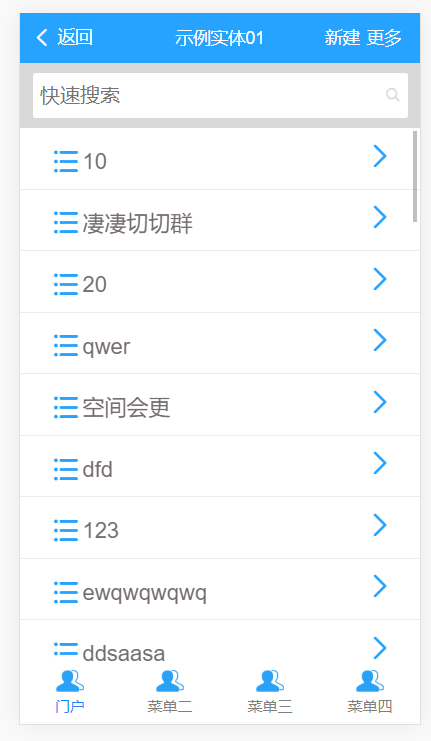 返回 示例实体01 新建 更多
快速搜索
10
凄凄切切群
20
qwer
空间会更
dfd
123
ewqwqwqwq
ddsaasa
门户 菜单二 菜单三 菜单四